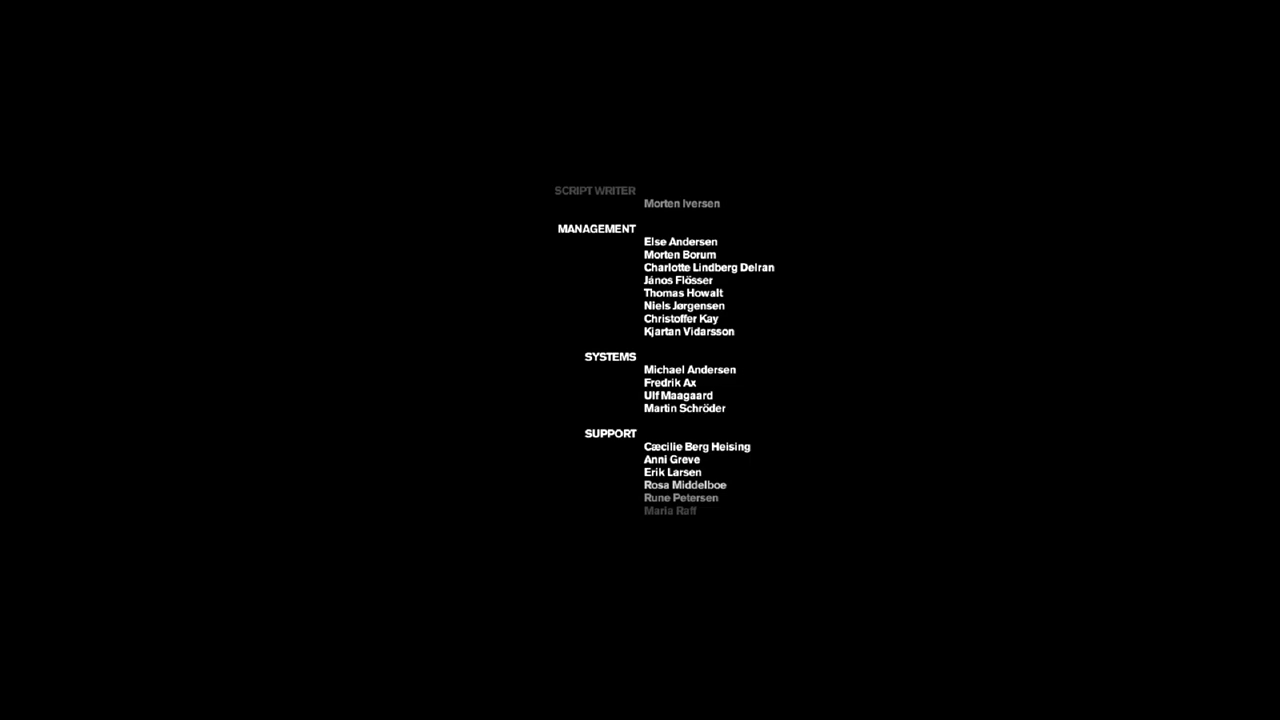 SCRIPT WRITER
Morten Iversen
MANAGEMENT
Else Andersen
Morten Borum
Charlotte Lindberg Delran
János Flösser
Thomas Howalt
Niels Jørgensen
Christoffer Kay
Kjartan Vidarsson
SYSTEMS
Michael Andersen
Fredrik Ax
Ulf Maagaard
Martin Schröder
SUPPORT
Cæcilie Berg Heising
Anni Greve
Erik Larsen
Rosa Middelboe
Rune Petersen
Maria Raff